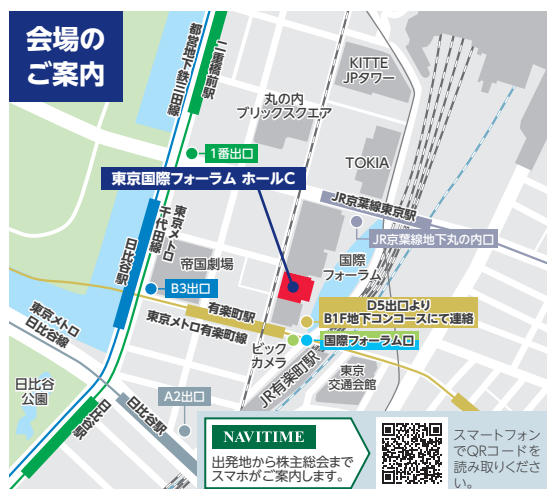 会場の
ご案内
都営地下鉄三田線
二重橋前駅
KITTE
JPタワー
丸の内
ブリックスクエア
1番出口
TOKIA
東京国際フォーラム ホールC
JR京葉線東京駅
JR京葉線地下丸の内口
東京メトロ
千代田線
日比谷駅
帝国劇場
国際
フォーラム
B3出口
有楽町駅
東京メトロ有楽町線
D5出口より
B1F地下コンコースにて連絡
国際フォーラム口
東京メトロ
日比谷線
ビック
カメラ
JR有楽町駅
東京
交通会館
日比谷
公園
日比谷駅
A2出口
日比谷駅
NAVITIME
出発地から株主総会まで
スマホがご案内します。
スマートフォン
でQRコードを
読み取りくださ
い。